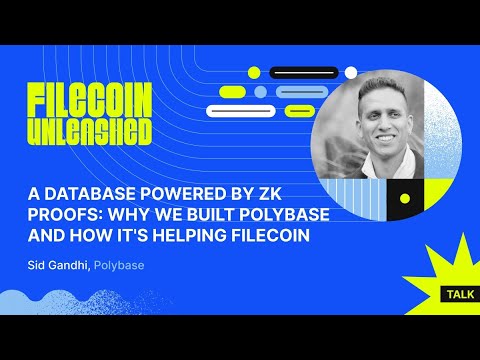 FILECOIN
UNLEASHED
A DATABASE POWERED BY ZK
PROOFS: WHY WE BUILT POLYBASE
AND HOW IT'S HELPING FILECOIN
Sid Gandhi, Polybase
TALK